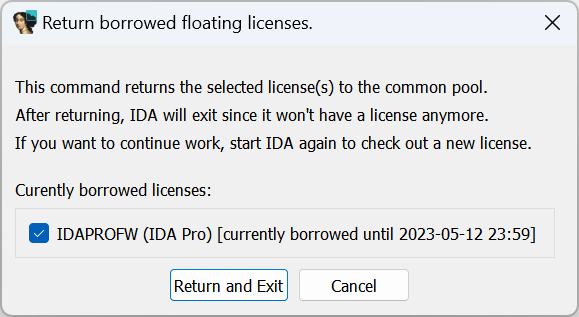 Return borrowed floating licenses.
This command returns the selected license(s) to the common pool.
After returning, IDA will exit since it won't have a license anymore.
If you want to continue work, start IDA again to check out a new license.
Curently borrowed licenses:
IDAPROFW (IDA Pro) [currently borrowed until 2023-05-12 23:59]
Return and Exit
Cancel